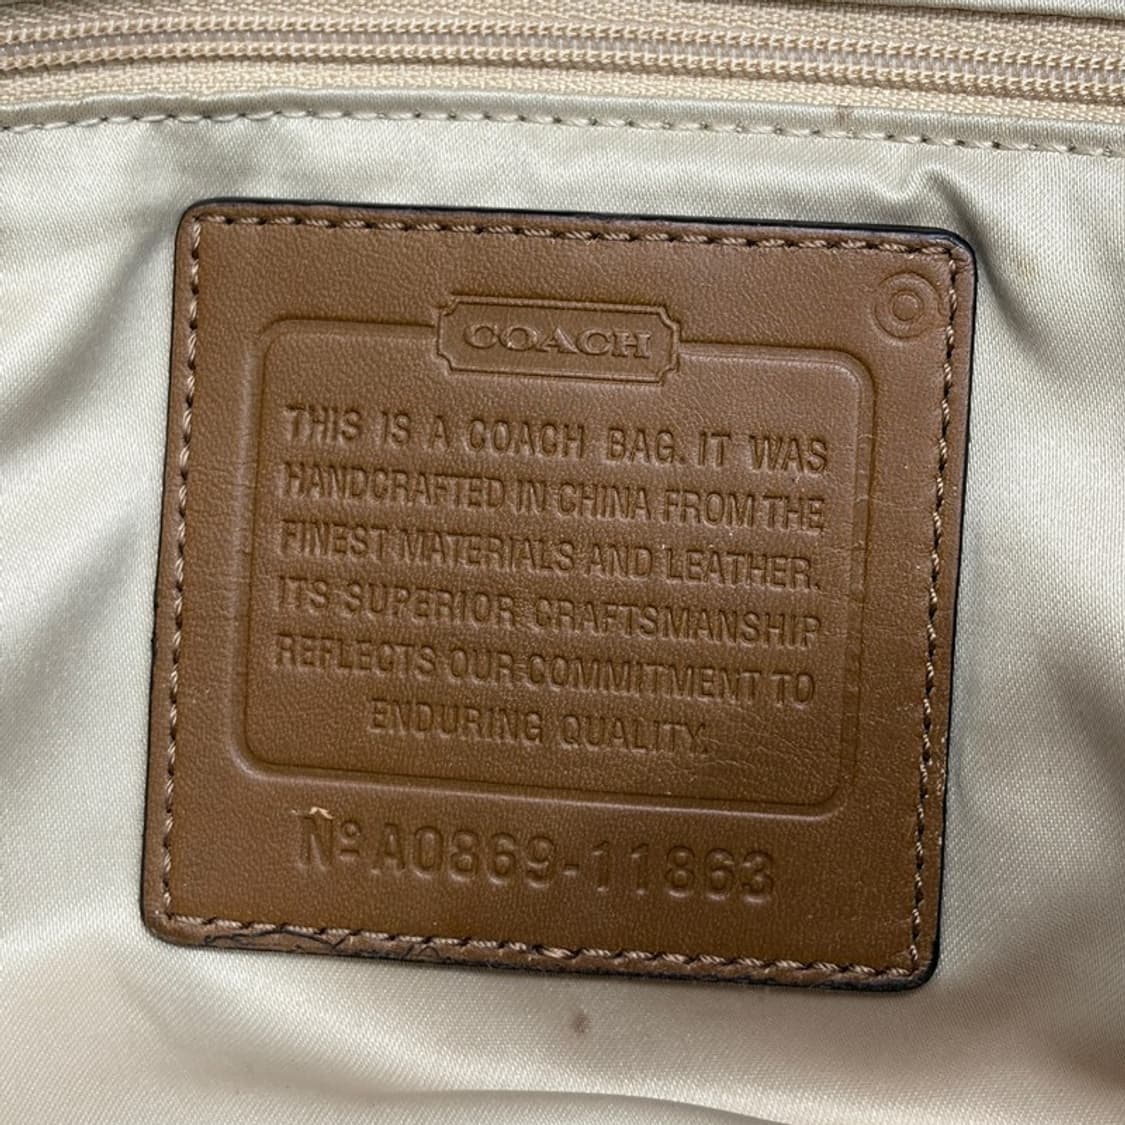 COACH
THIS IS A COACH BAG. IT WAS
HANDCRAFTED IN CHINA FROM THE
FINEST MATERIALS AND LEATHER.
ITS SUPERIOR CRAFTSMANSHIP
REFLECTS OUR COMMITMENT TO
ENDURING QUALITY.
Nº A0869-11863